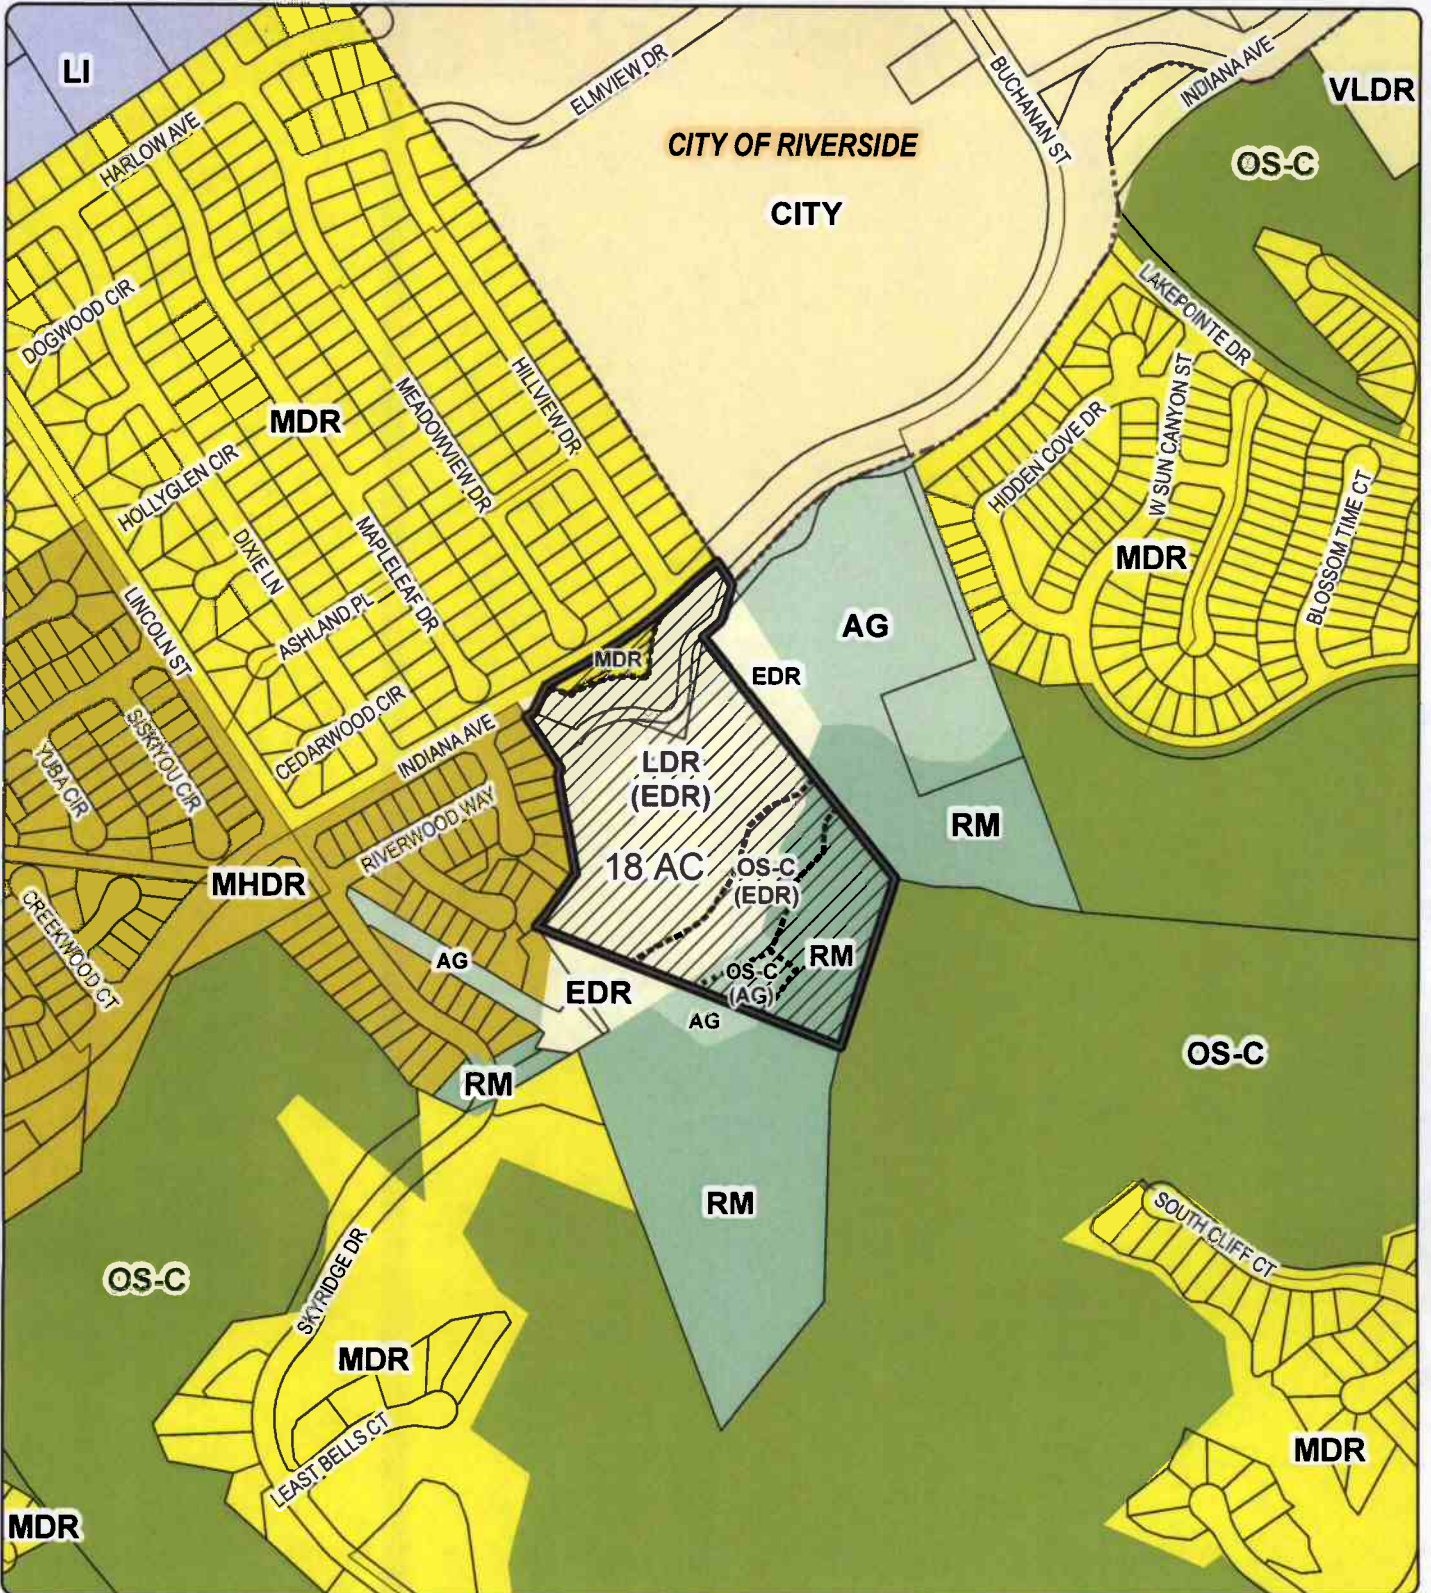 LI
ELMVIEW DR
BUCHANAN ST
INDIANA AVE
VLDR
HARLOW AVE
CITY OF RIVERSIDE
OS-C
CITY
DOGWOOD CIR
LAKEPOINTE DR
MDR
MEADOWVIEW DR
HILLVIEW DR
HIDDEN COVE DR
W SUN CANYON ST
HOLLYGLEN CIR
DIXIE LN
MAPLELEAF DR
BLOSSOM TIME CT
MDR
LINCOLN ST
ASHLAND PL
AG
MDR
EDR
SISKIYOU CIR
CEDARWOOD CIR
INDIANA AVE
YUBA CIR
LDR
(EDR)
RIVERWOOD WAY
RM
18 AC
OS-C
(EDR)
MHDR
CREEKWOOD CT
AG
RM
OS-C
(AG)
EDR
AG
OS-C
RM
RM
SOUTH CLIFF CT
OS-C
SKYRIDGE DR
MDR
LEAST BELLS CT
MDR
MDR